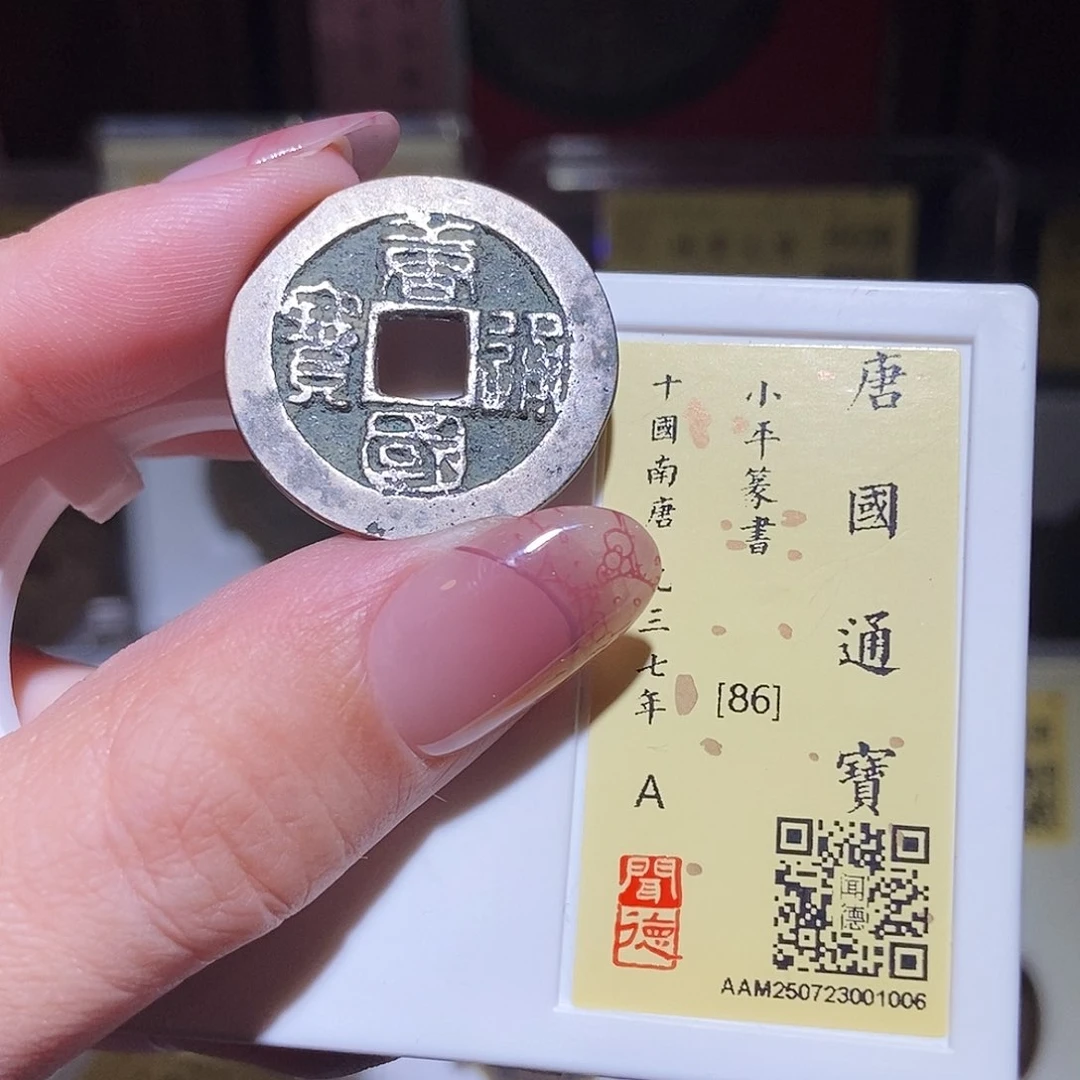 唐國通寶
唐國通寶
小平篆書
[86]
十國南唐
三七年
A
聞德
闻德
AAM250723001006